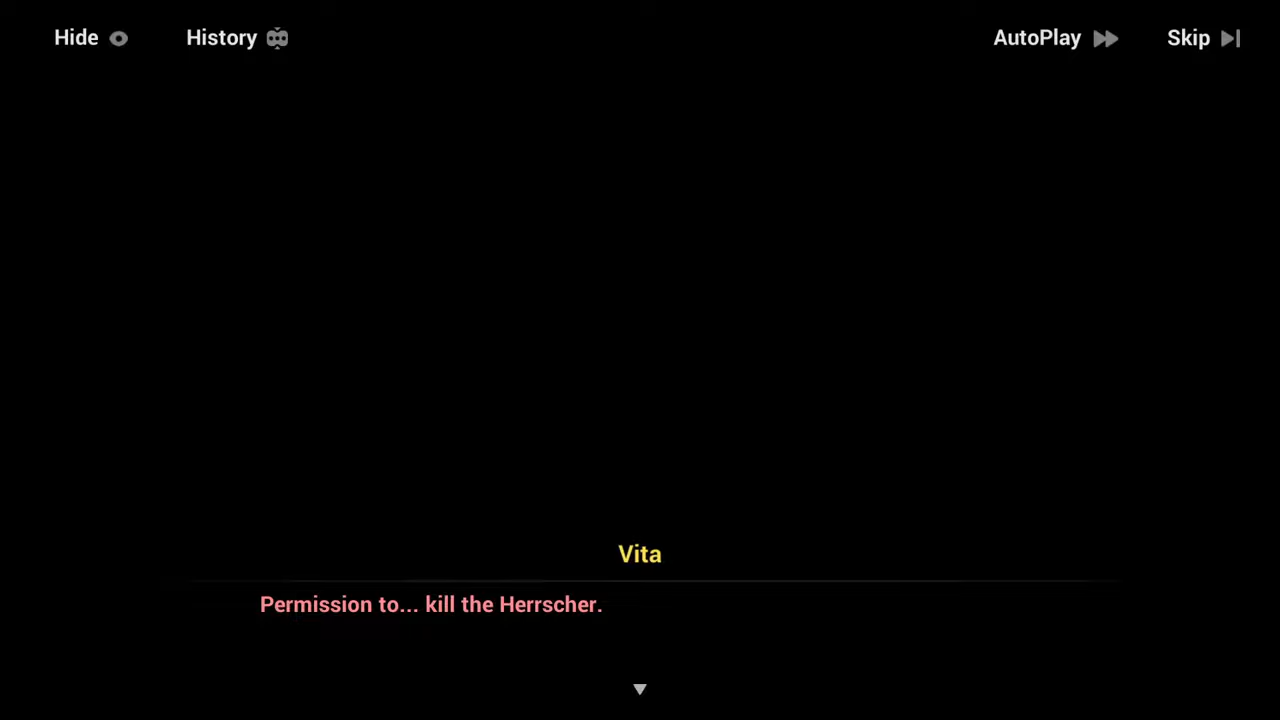 Hide
History
AutoPlay
Skip
Vita
Permission to... kill the Herrscher.